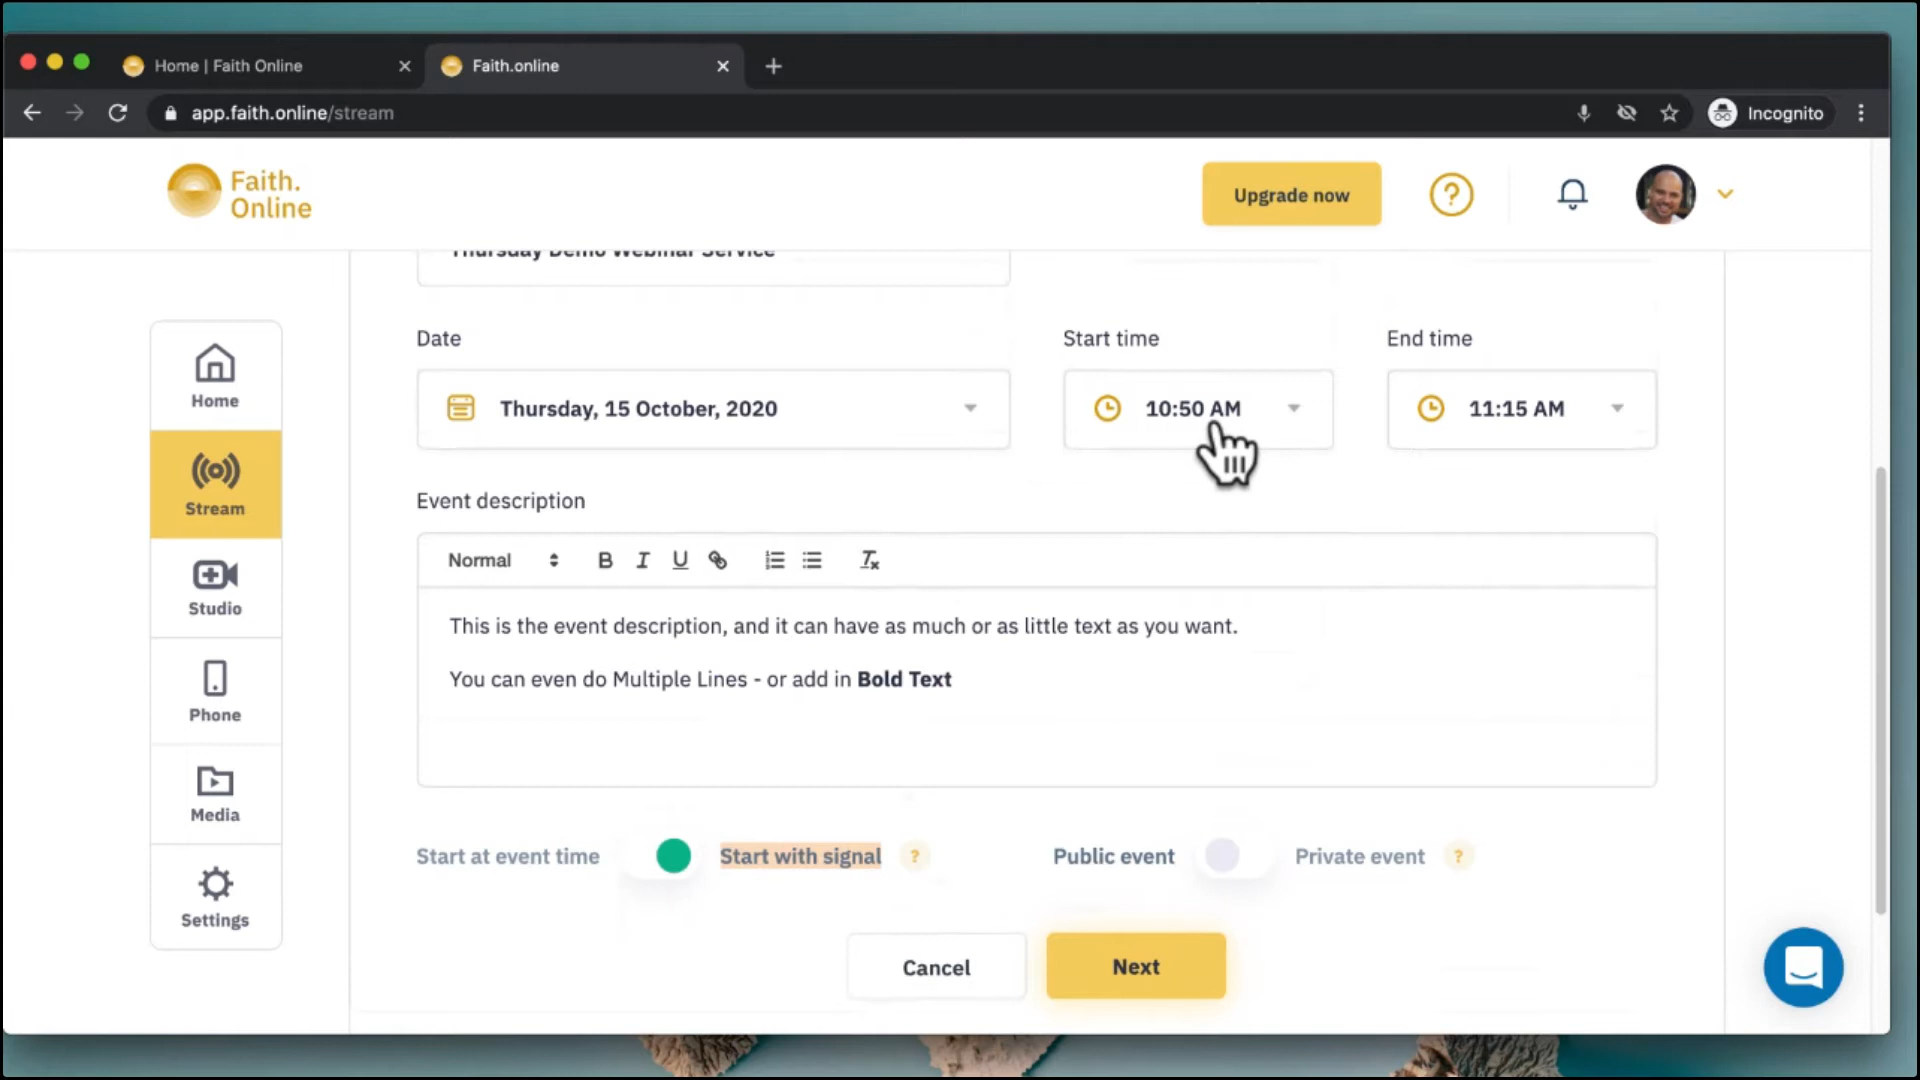 Home | Faith Online
Faith.online
app.faith.online/stream
Incognito
Faith.
Online
Upgrade now
?
Thursday Demo Webinar Service
Date
Start time
End time
Thursday, 15 October, 2020
10:50 AM
11:15 AM
Event description
Normal
B I U
This is the event description, and it can have as much or as little text as you want.
You can even do Multiple Lines - or add in Bold Text
Home
Stream
Studio
Phone
Media
Settings
Start at event time
Start with signal ?
Public event
Private event ?
Cancel
Next